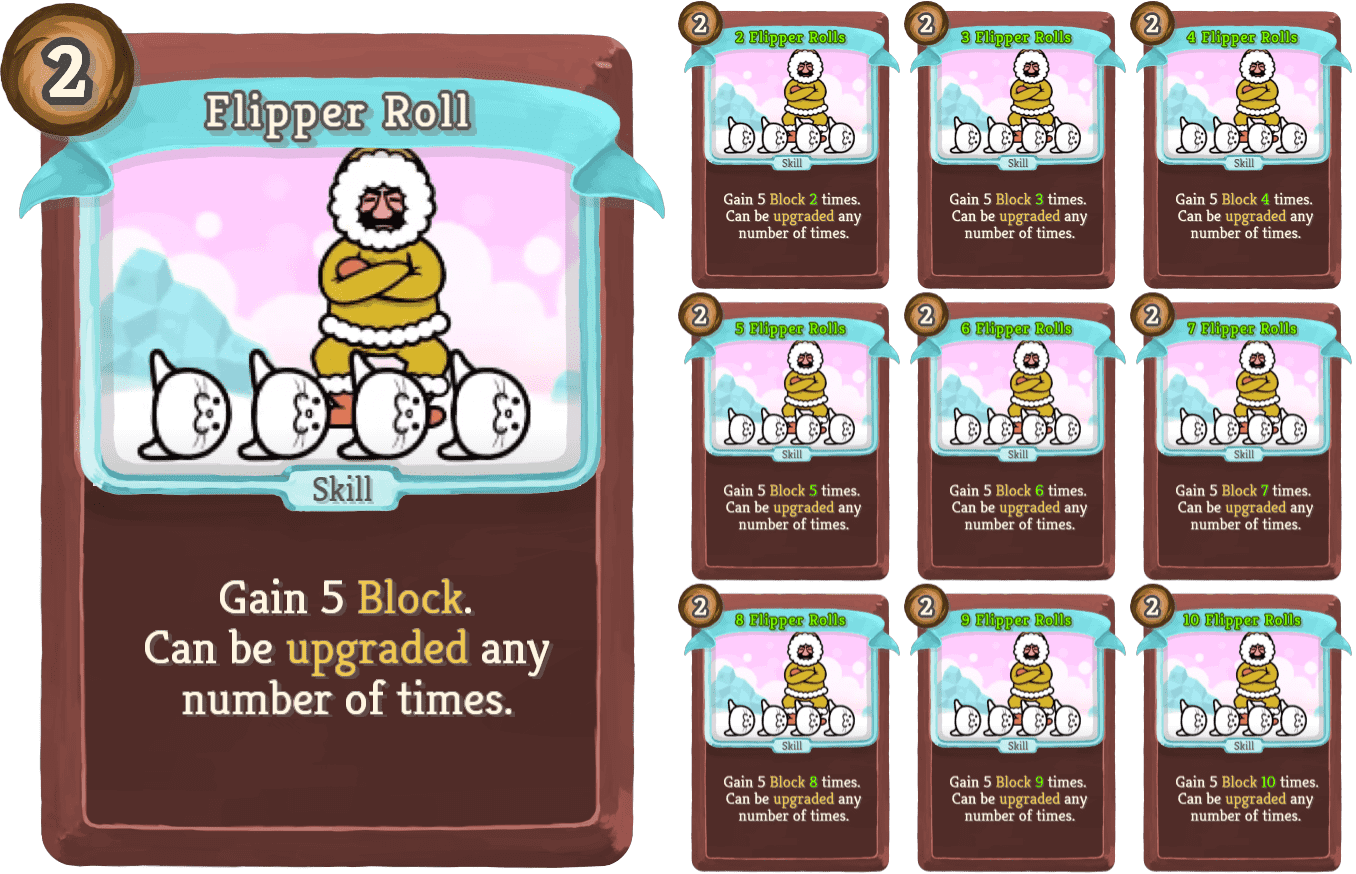 2
Flipper Roll
Skill
Gain 5 Block.
Can be upgraded any
number of times.
2
2 Flipper Rolls
Skill
Gain 5 Block 2 times.
Can be upgraded any
number of times.
2
3 Flipper Rolls
Skill
Gain 5 Block 3 times.
Can be upgraded any
number of times.
2
4 Flipper Rolls
Skill
Gain 5 Block 4 times.
Can be upgraded any
number of times.
2
5 Flipper Rolls
Skill
Gain 5 Block 5 times.
Can be upgraded any
number of times.
2
6 Flipper Rolls
Skill
Gain 5 Block 6 times.
Can be upgraded any
number of times.
2
7 Flipper Rolls
Skill
Gain 5 Block 7 times.
Can be upgraded any
number of times.
2
8 Flipper Rolls
Skill
Gain 5 Block 8 times.
Can be upgraded any
number of times.
2
9 Flipper Rolls
Skill
Gain 5 Block 9 times.
Can be upgraded any
number of times.
2
10 Flipper Rolls
Skill
Gain 5 Block 10 times.
Can be upgraded any
number of times.